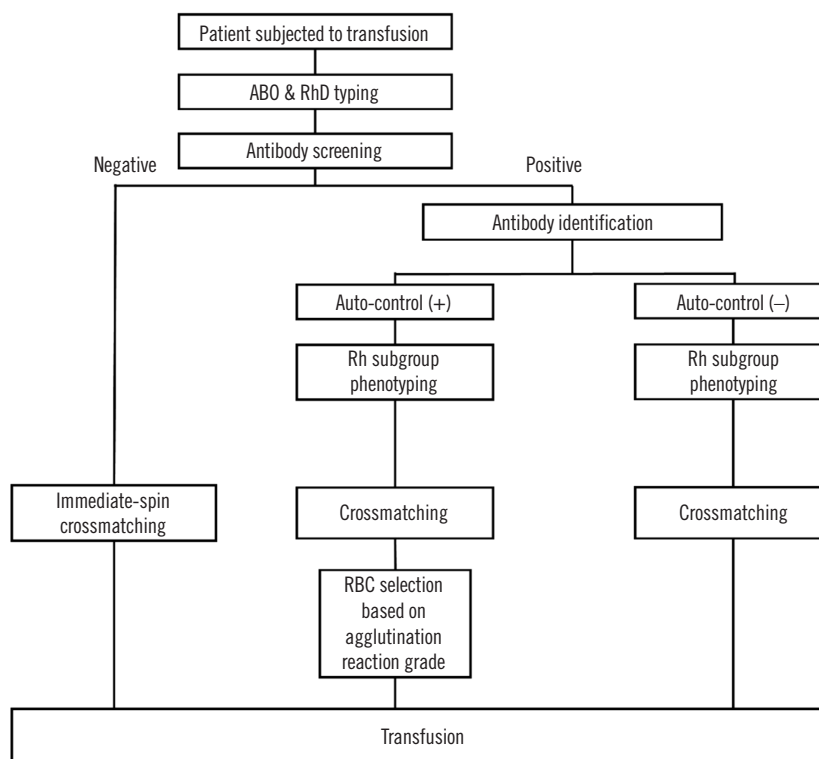 Patient subjected to transfusion
ABO & RhD typing
Antibody screening
Negative
Positive
Antibody identification
Auto-control (+)
Auto-control (–)
Rh subgroup
phenotyping
Rh subgroup
phenotyping
Immediate-spin
crossmatching
Crossmatching
Crossmatching
RBC selection
based on
agglutination
reaction grade
Transfusion